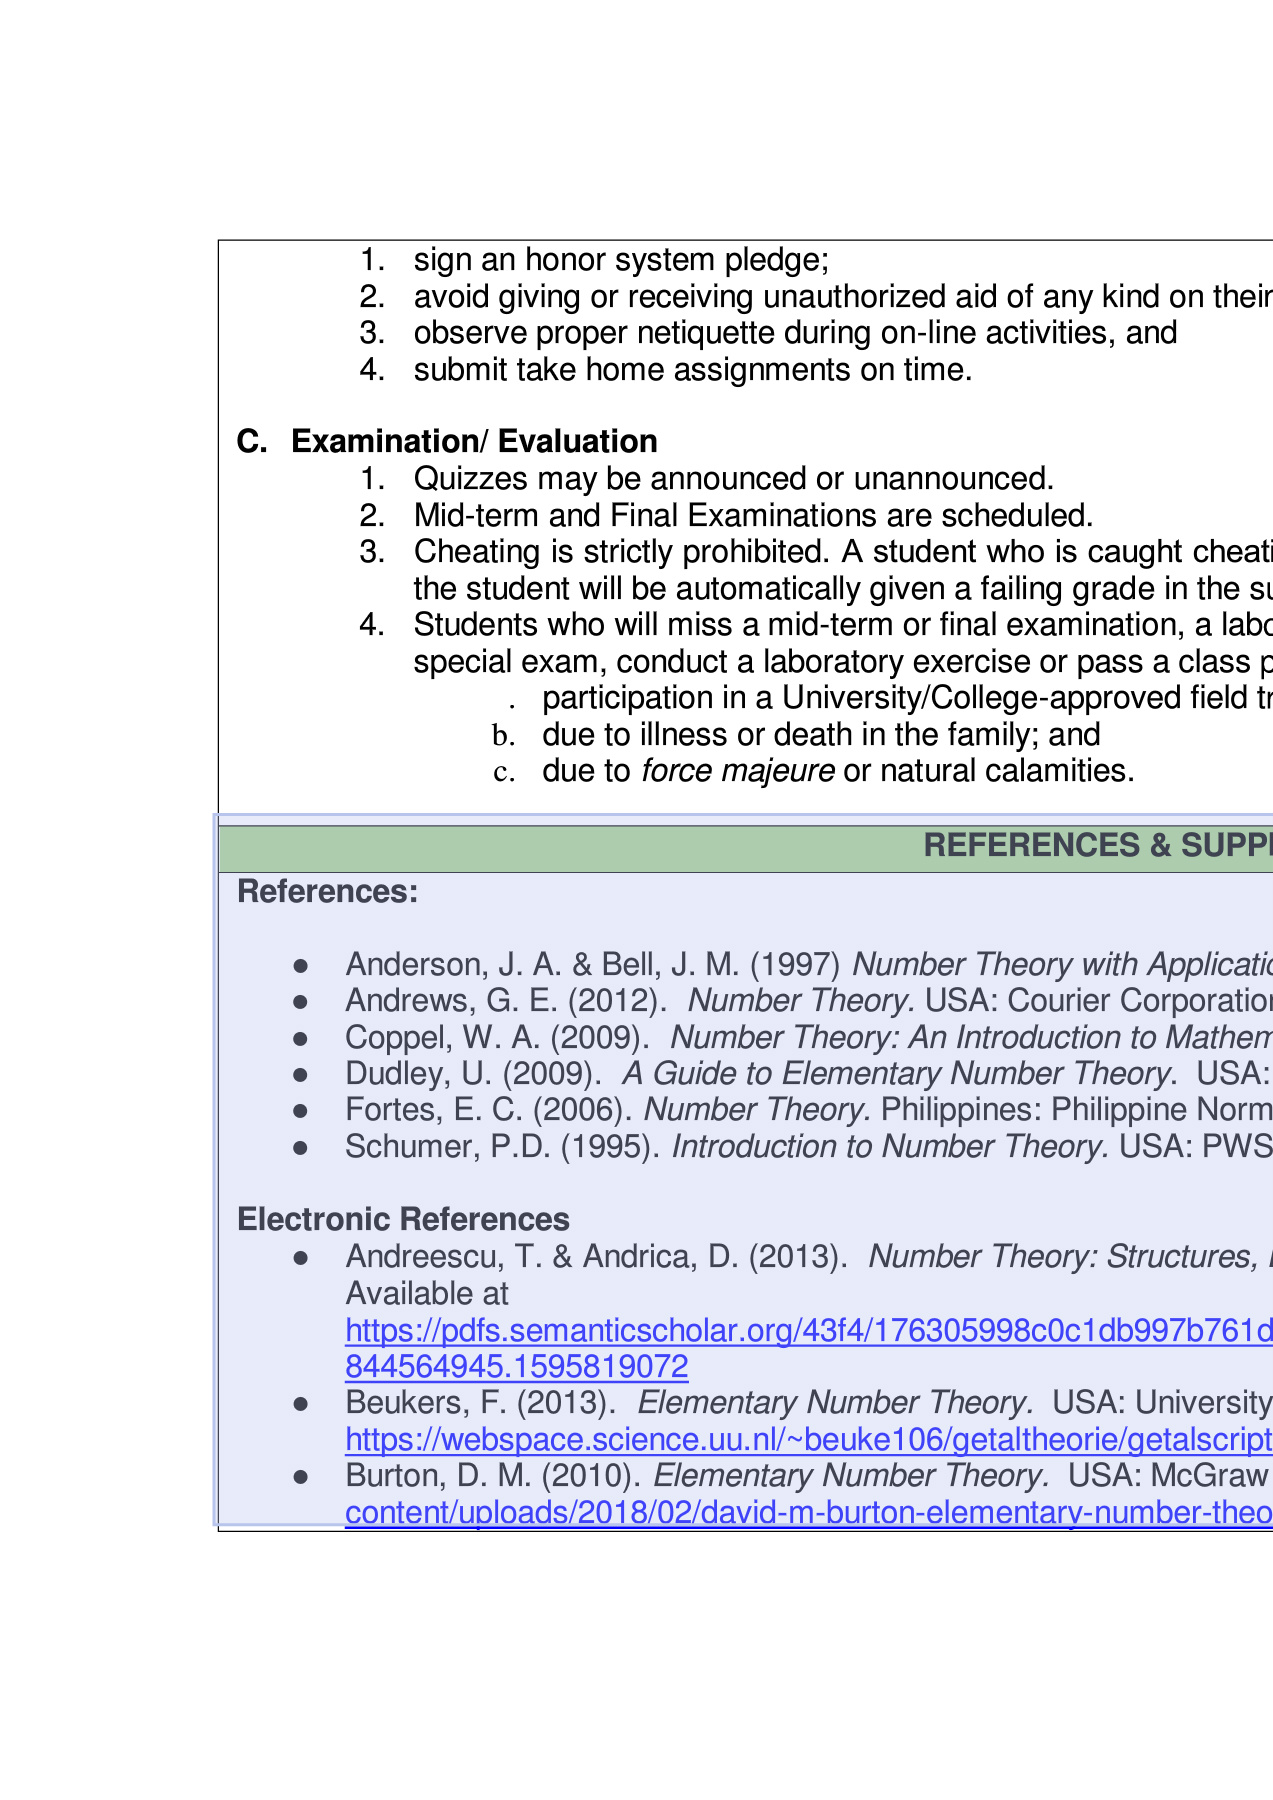 1. sign an honor system pledge;
2. avoid giving or receiving unauthorized aid of any kind on their
3. observe proper netiquette during on-line activities, and
4. submit take home assignments on time.
C. Examination/ Evaluation
1. Quizzes may be announced or unannounced.
2. Mid-term and Final Examinations are scheduled.
3. Cheating is strictly prohibited. A student who is caught
the student will be automatically given a failing grade in the
4. Students who will miss a mid-term or final examination, a
special exam, conduct a laboratory exercise or pass a class
. participation in a University/College-approved field
b. due to illness or death in the family; and
c. due to force majeure or natural calamities.
REFERENCES &
References:
● Anderson, J. A. & Bell, J. M. (1997) Number Theory with
● Andrews, G. E. (2012). Number Theory. USA: Courier
● Coppel, W. A. (2009). Number Theory: An Introduction to
● Dudley, U. (2009). A Guide to Elementary Number Theory. USA:
● Fortes, E. C. (2006). Number Theory. Philippines: Philippine
● Schumer, P.D. (1995). Introduction to Number Theory. USA: PWS
Electronic References
● Andreescu, T. & Andrica, D. (2013). Number Theory: Structures,
Available at
https://pdfs.semanticscholar.org/43f4/176305998c0c1db997b761d
844564945.1595819072
● Beukers, F. (2013). Elementary Number Theory. USA: University
https://webspace.science.uu.nl/~beuke106/getaltheorie/getalscript
● Burton, D. M. (2010). Elementary Number Theory. USA: McGraw
content/uploads/2018/02/david-m-burton-elementary-number-theo